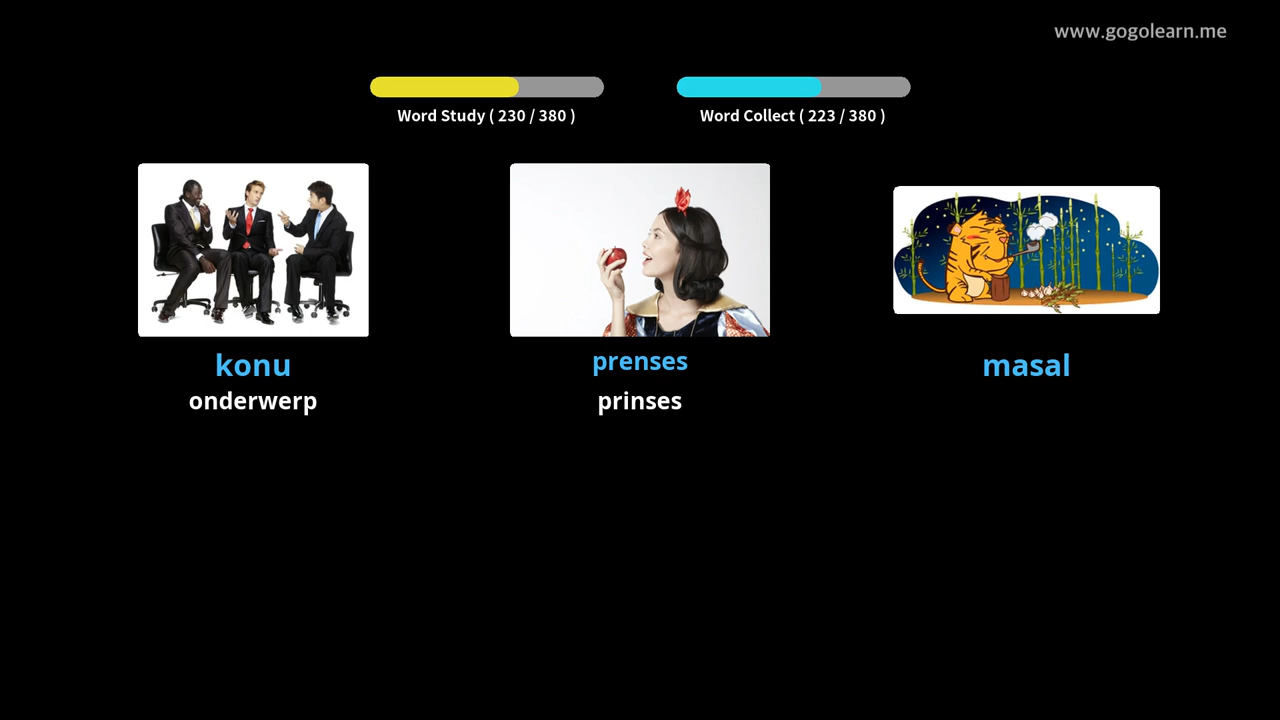 www.gogolearn.me
Word Study ( 230 / 380 )
Word Collect ( 223 / 380 )
konu
onderwerp
prenses
prinses
masal